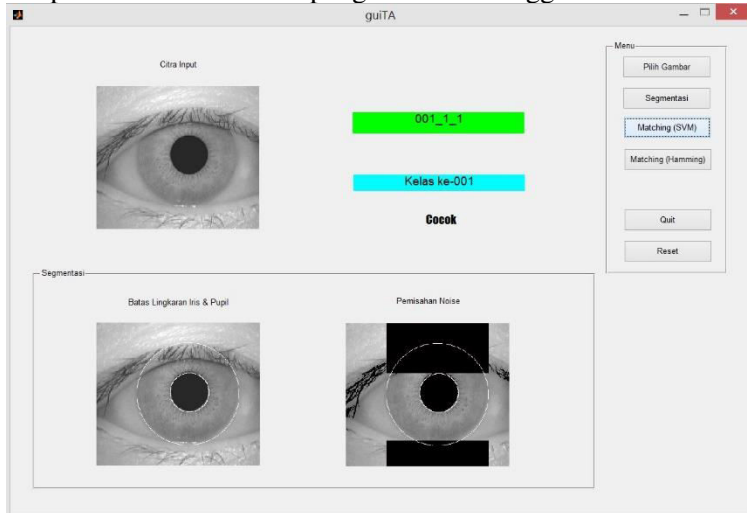 guiTA
Citra Input
001_1_1
Kelas ke-001
Cocok
Menu
Pilih Gambar
Segmentasi
Matching (SVM)
Matching (Hamming)
Quit
Reset
Segmentasi
Batas Lingkaran Iris & Pupil
Pemisahan Noise